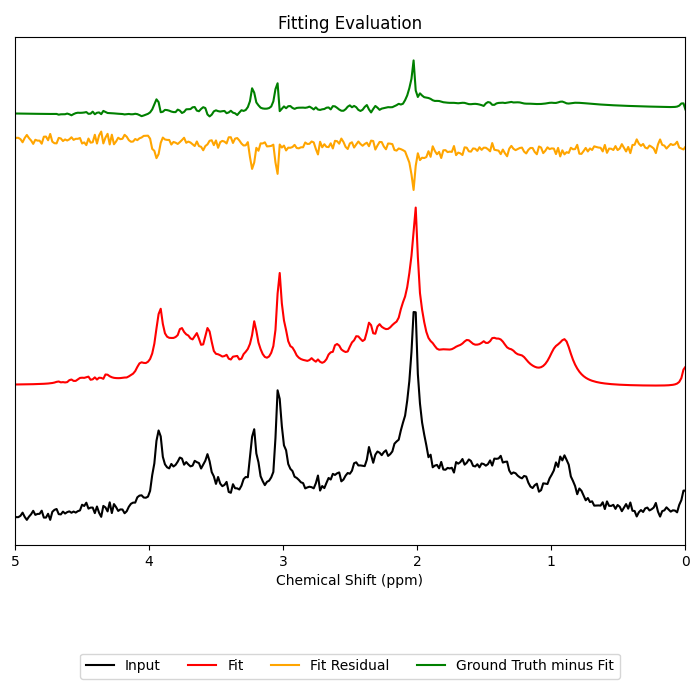 Fitting Evaluation
5 4 3 2 1 0
Chemical Shift (ppm)
Input Fit Fit Residual Ground Truth minus Fit